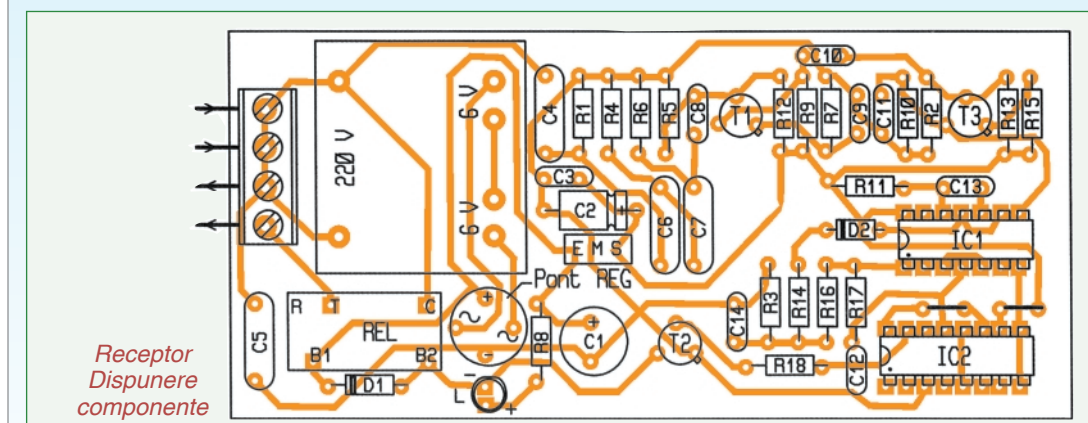 220 V
6 V
6 V
C4
R1
R4
R6
R5
C8
T1
R12
R9
R7
C10
C9
C11
R10
R2
T3
R13
R15
C3
C2
+
E M S
C6
C7
R11
C13
D2
IC1
Pont REG
R T C
REL
B1 B2
C5
D1
+
-
L
-
+
R8
+
C1
T2
C14
R3
R14
R16
R17
R18
C12
IC2
Receptor
Dispunere
componente